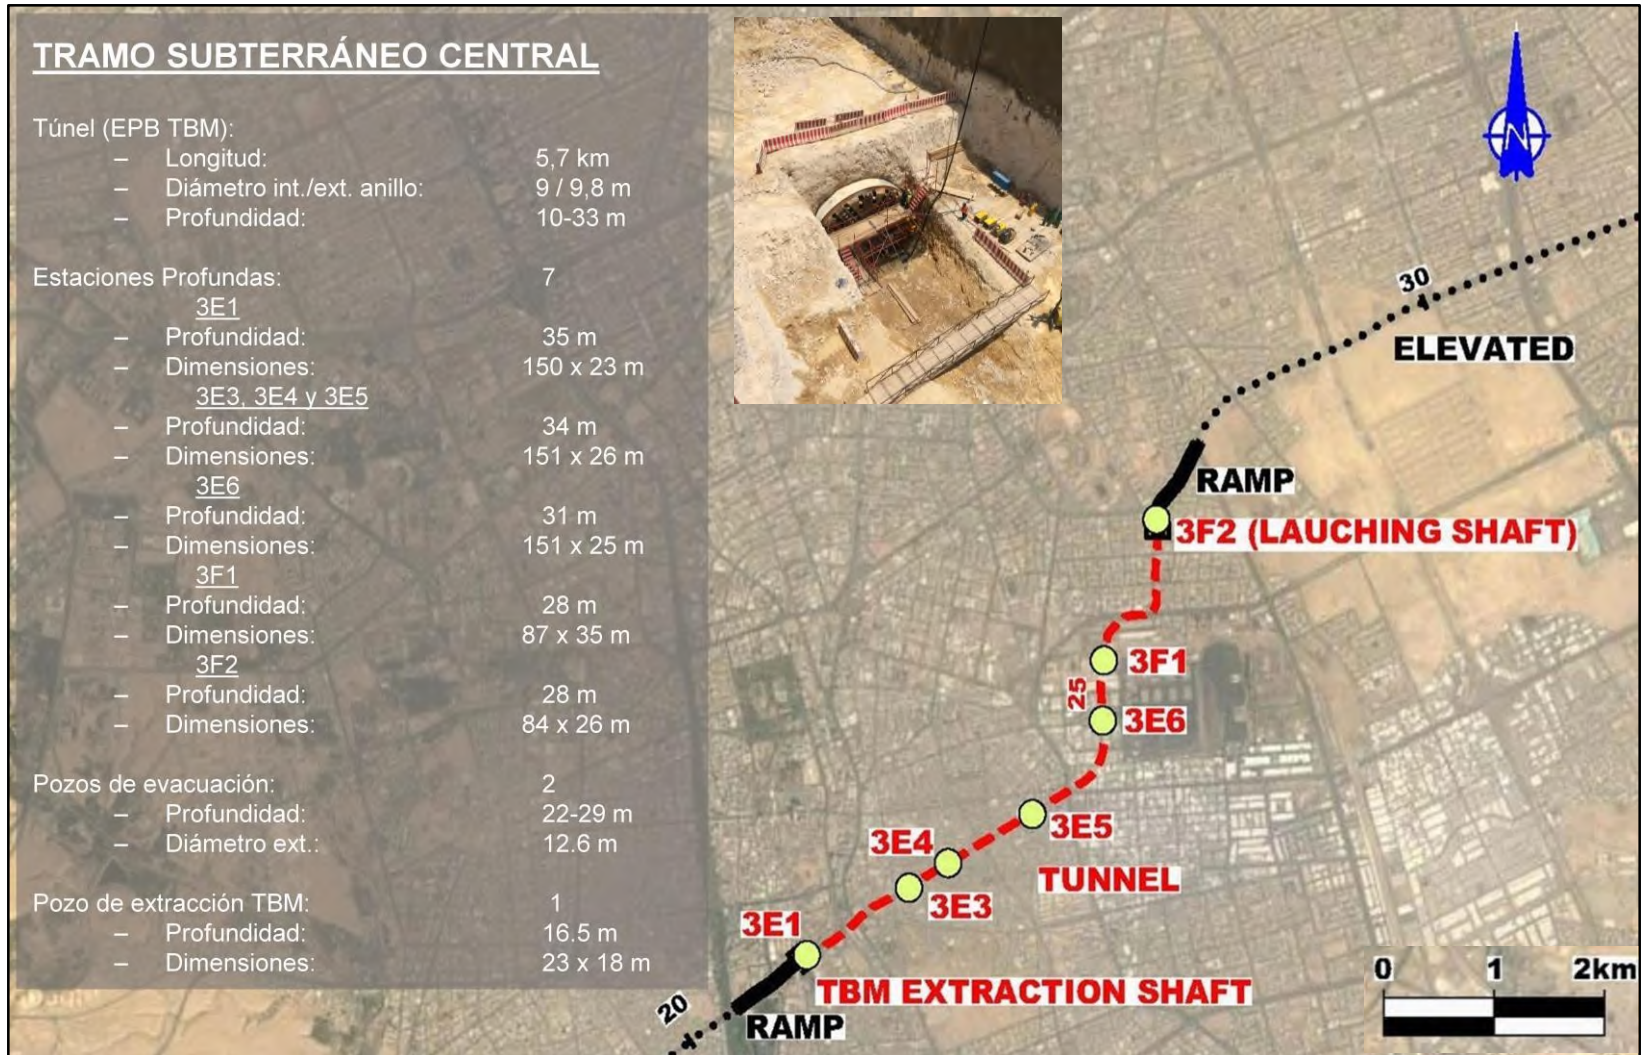 TRAMO SUBTERRÁNEO CENTRAL
Túnel (EPB TBM):
– Longitud: 5,7 km
– Diámetro int./ext. anillo: 9 / 9,8 m
– Profundidad: 10-33 m
Estaciones Profundas: 7
3E1
– Profundidad: 35 m
– Dimensiones: 150 x 23 m
3E3, 3E4 y 3E5
– Profundidad: 34 m
– Dimensiones: 151 x 26 m
3E6
– Profundidad: 31 m
– Dimensiones: 151 x 25 m
3F1
– Profundidad: 28 m
– Dimensiones: 87 x 35 m
3F2
– Profundidad: 28 m
– Dimensiones: 84 x 26 m
Pozos de evacuación: 2
– Profundidad: 22-29 m
– Diámetro ext.: 12.6 m
Pozo de extracción TBM: 1
– Profundidad: 16.5 m
– Dimensiones: 23 x 18 m
N
30
ELEVATED
RAMP
3F2 (LAUCHING SHAFT)
3F1
25
3E6
3E5
3E4
TUNNEL
3E3
3E1
TBM EXTRACTION SHAFT
20
RAMP
0 1 2km